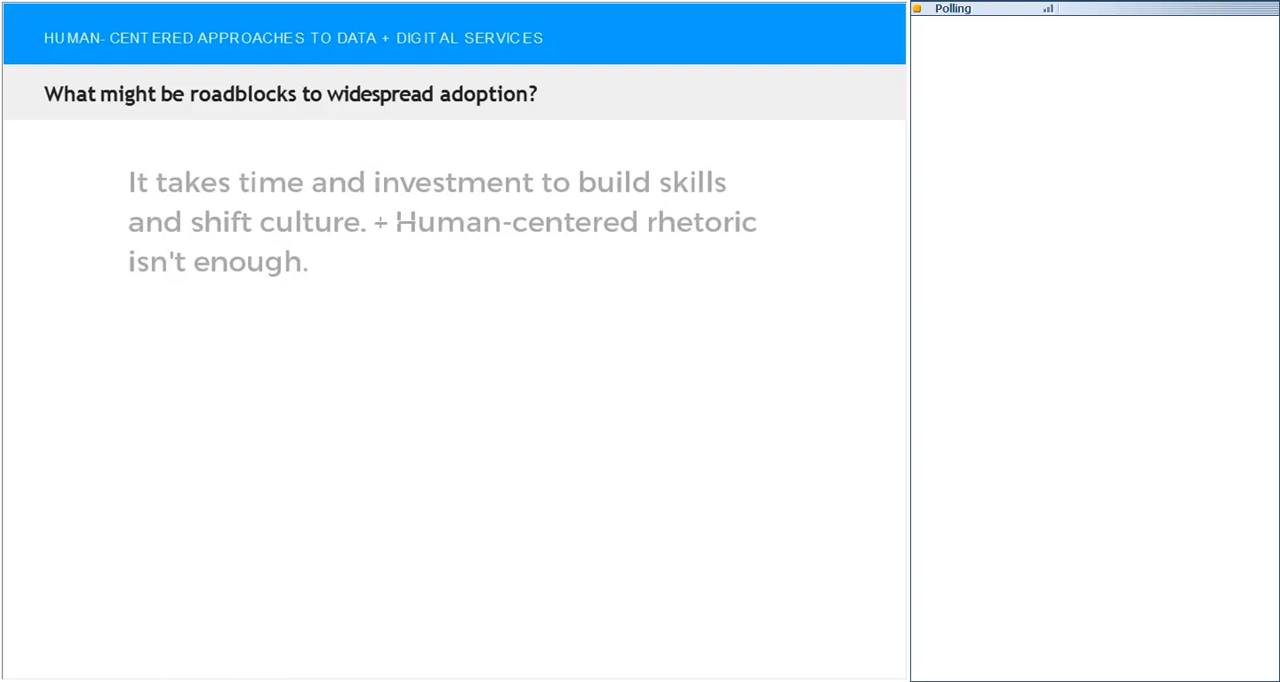 HUMAN- CENTERED APPROACHES TO DATA + DIGITAL SERVICES
What might be roadblocks to widespread adoption?
It takes time and investment to build skills
and shift culture. + Human-centered rhetoric
isn't enough.
Polling